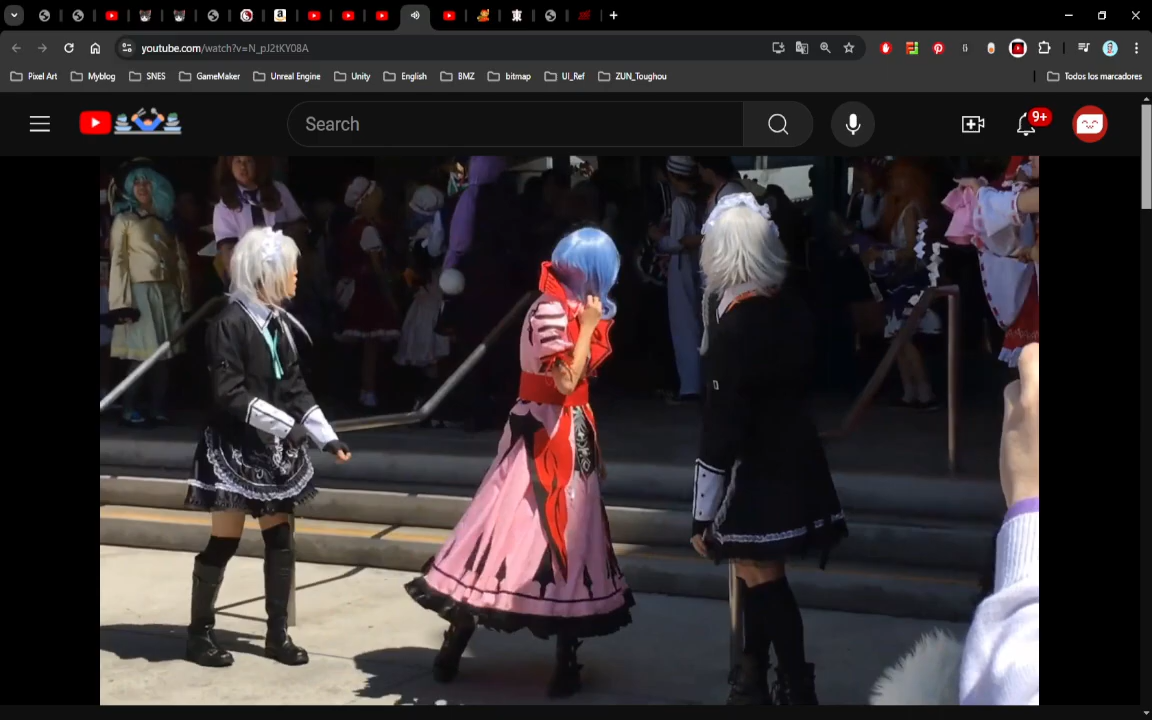 youtube.com/watch?v=N_pJ2tKY08A
Pixel Art Myblog SNES GameMaker Unreal Engine Unity English BMZ bitmap UI_Ref ZUN_Touhou Todos los marcadores
Search 9+